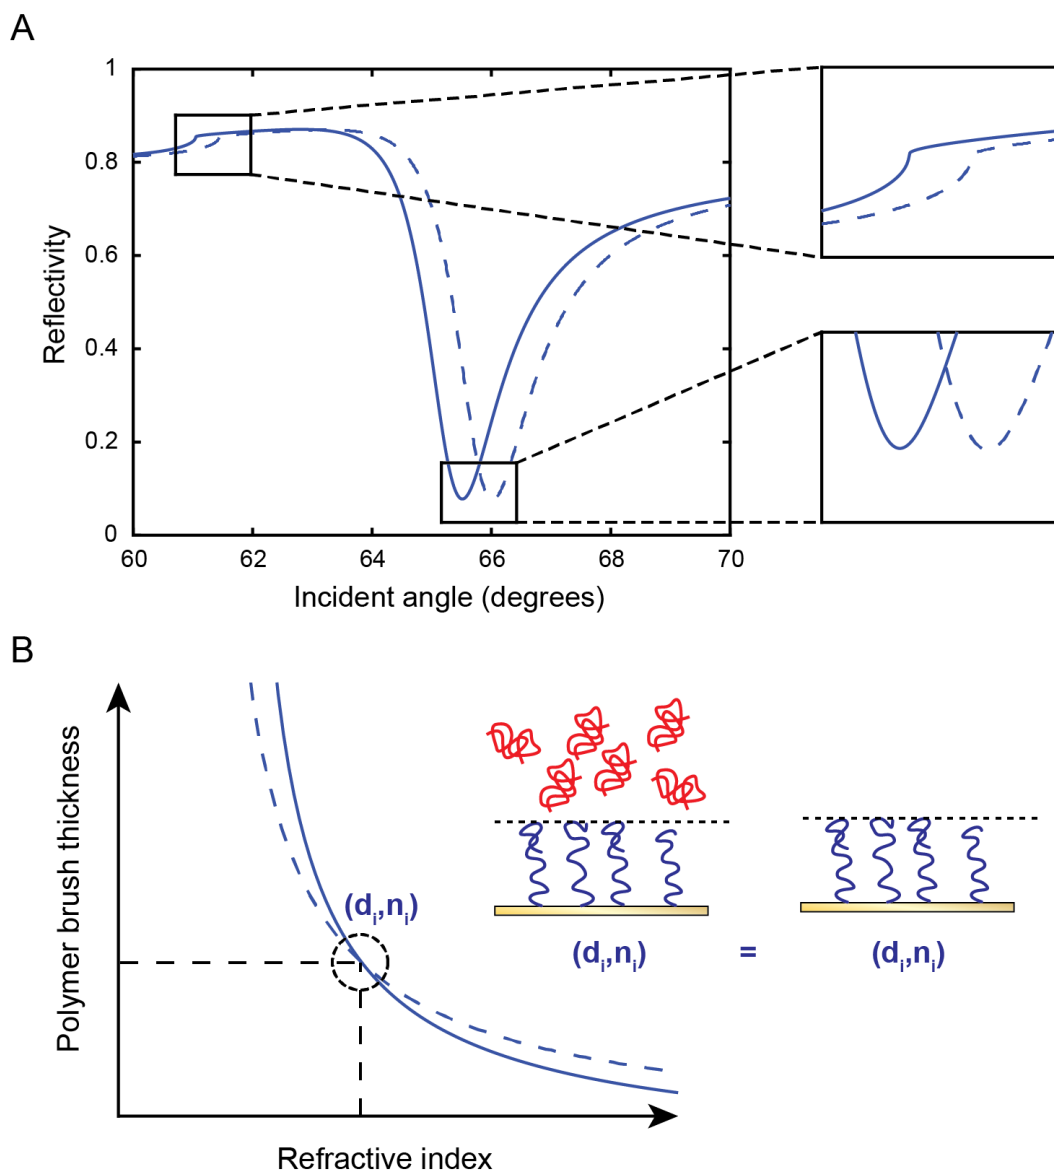 A
1
0.8
0.6
0.4
0.2
0
Reflectivity
60 62 64 66 68 70
Incident angle (degrees)
B
Polymer brush thickness
(di,ni)
(di,ni) = (di,ni)
Refractive index